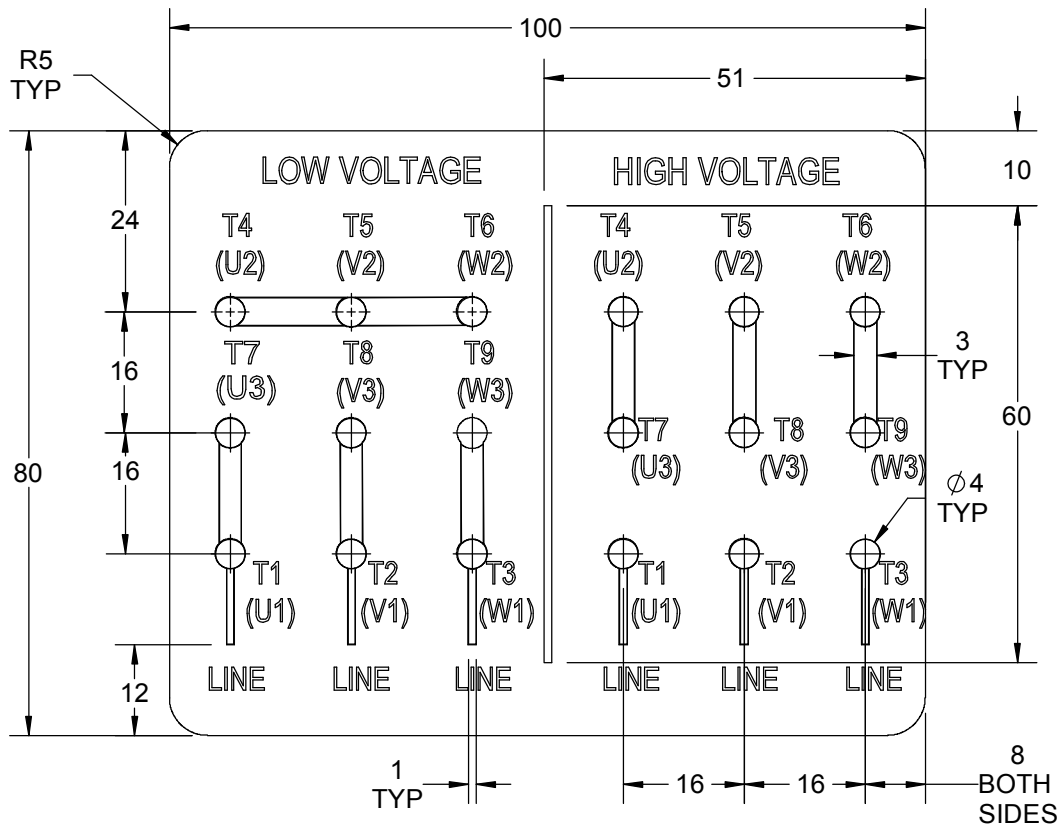 100
51
R5
TYP
10
LOW VOLTAGE
HIGH VOLTAGE
24
T4
(U2)
T5
(V2)
T6
(W2)
T4
(U2)
T5
(V2)
T6
(W2)
16
T7
(U3)
T8
(V3)
T9
(W3)
3
TYP
60
80
16
T7
(U3)
T8
(V3)
T9
(W3)
∅4
TYP
T1
(U1)
T2
(V1)
T3
(W1)
T1
(U1)
T2
(V1)
T3
(W1)
12
LINE
LINE
LINE
LINE
LINE
LINE
1
TYP
16
16
8
BOTH
SIDES